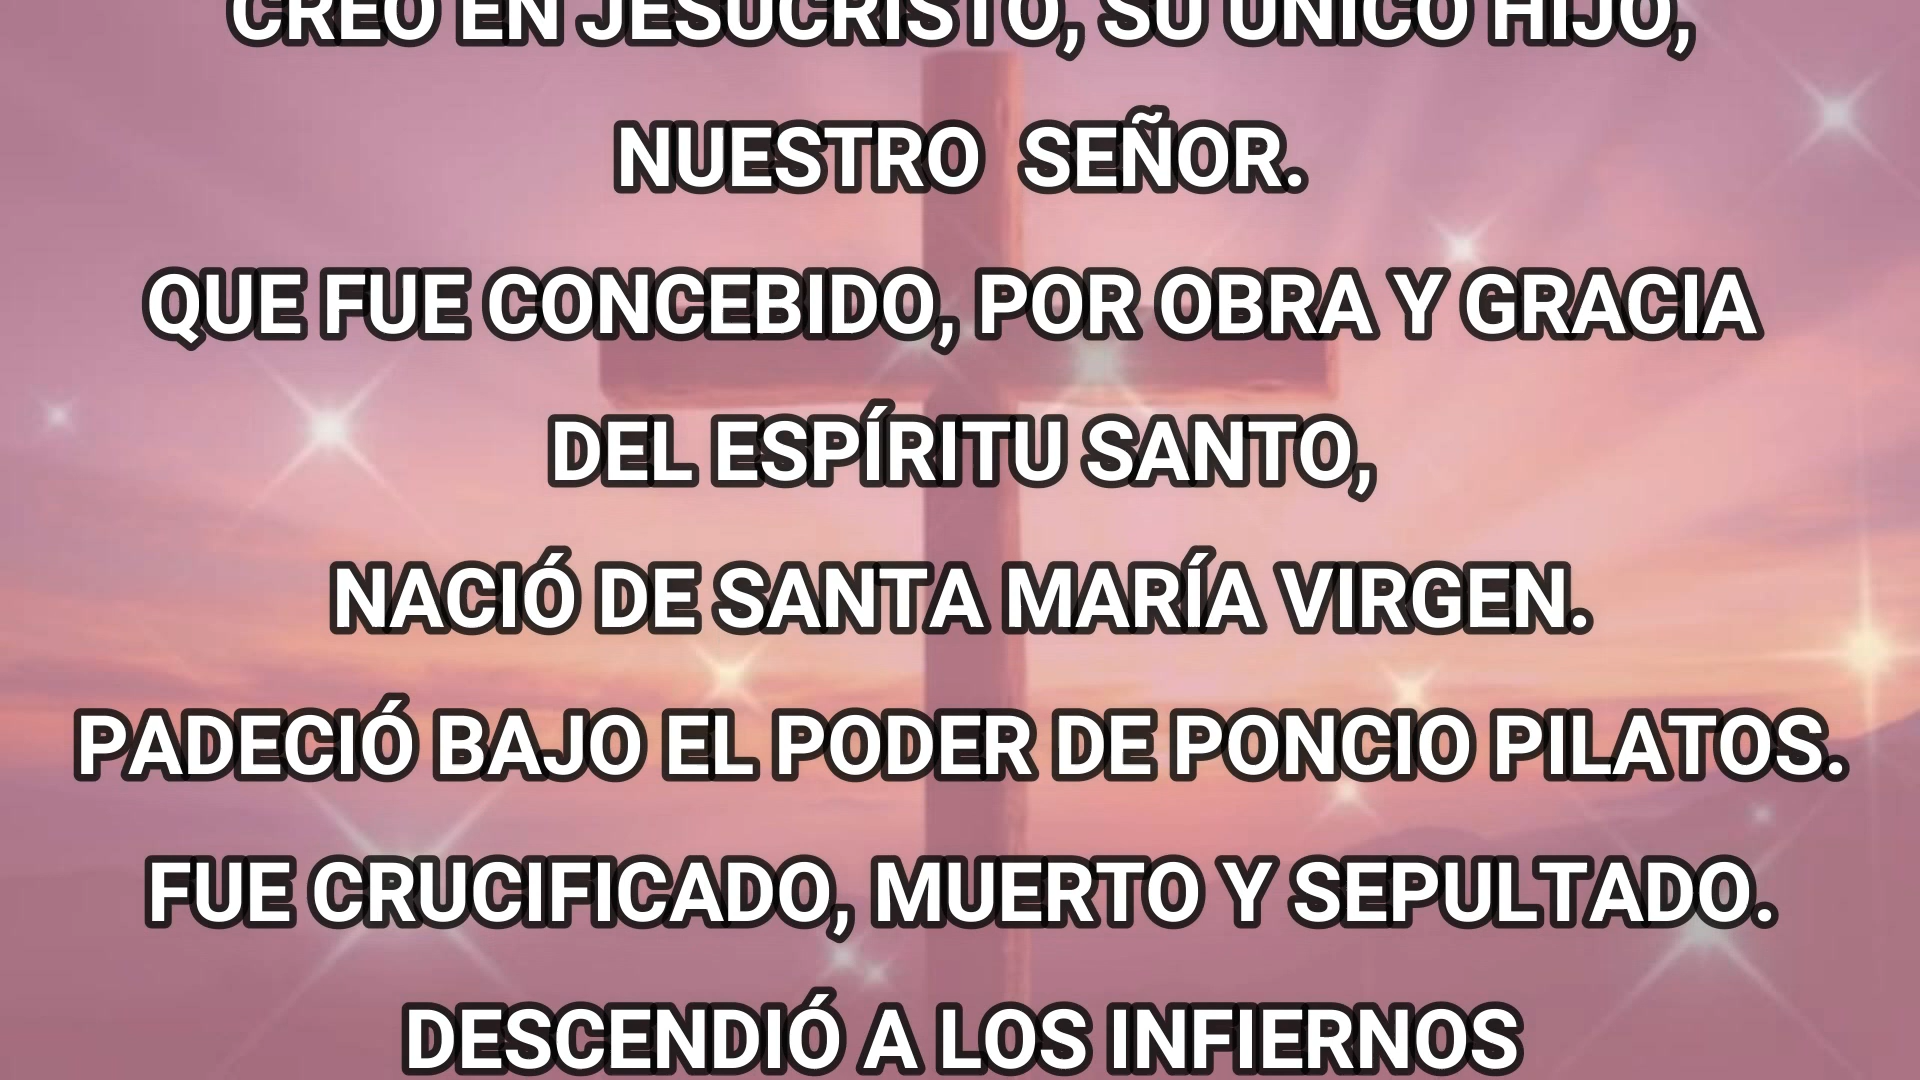 CREO EN JESUCRISTO, SU ÚNICO HIJO,
NUESTRO SEÑOR.
QUE FUE CONCEBIDO, POR OBRA Y GRACIA
DEL ESPÍRITU SANTO,
NACIÓ DE SANTA MARÍA VIRGEN.
PADECIÓ BAJO EL PODER DE PONCIO PILATOS.
FUE CRUCIFICADO, MUERTO Y SEPULTADO.
DESCENDIÓ A LOS INFIERNOS